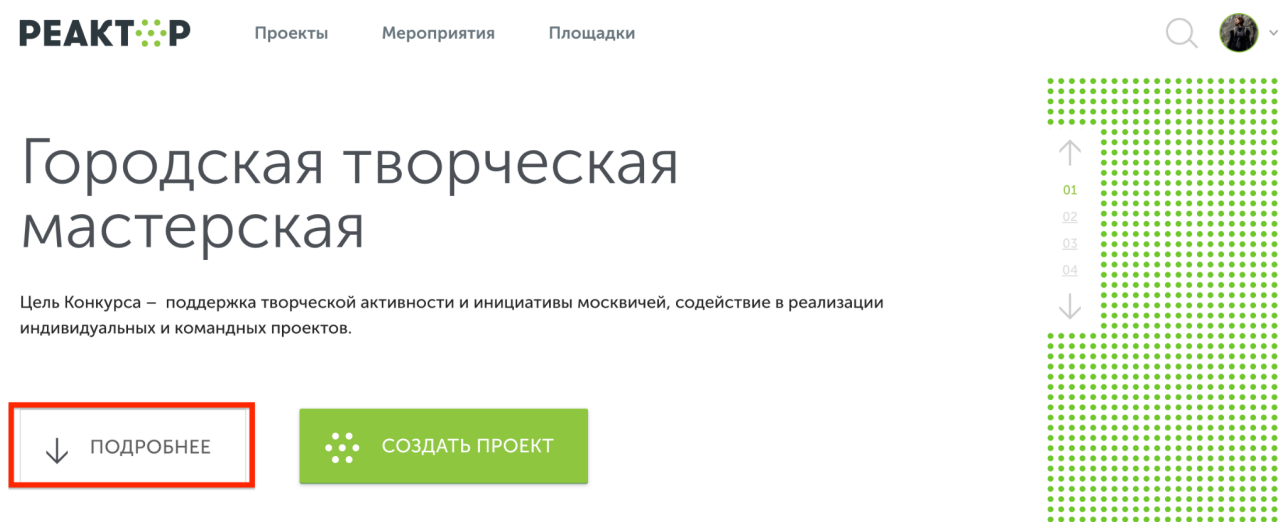 РЕАКТОР
Проекты
Мероприятия
Площадки
Городская творческая
мастерская
01
02
03
04
Цель Конкурса – поддержка творческой активности и инициативы москвичей, содействие в реализации
индивидуальных и командных проектов.
ПОДРОБНЕЕ
СОЗДАТЬ ПРОЕКТ